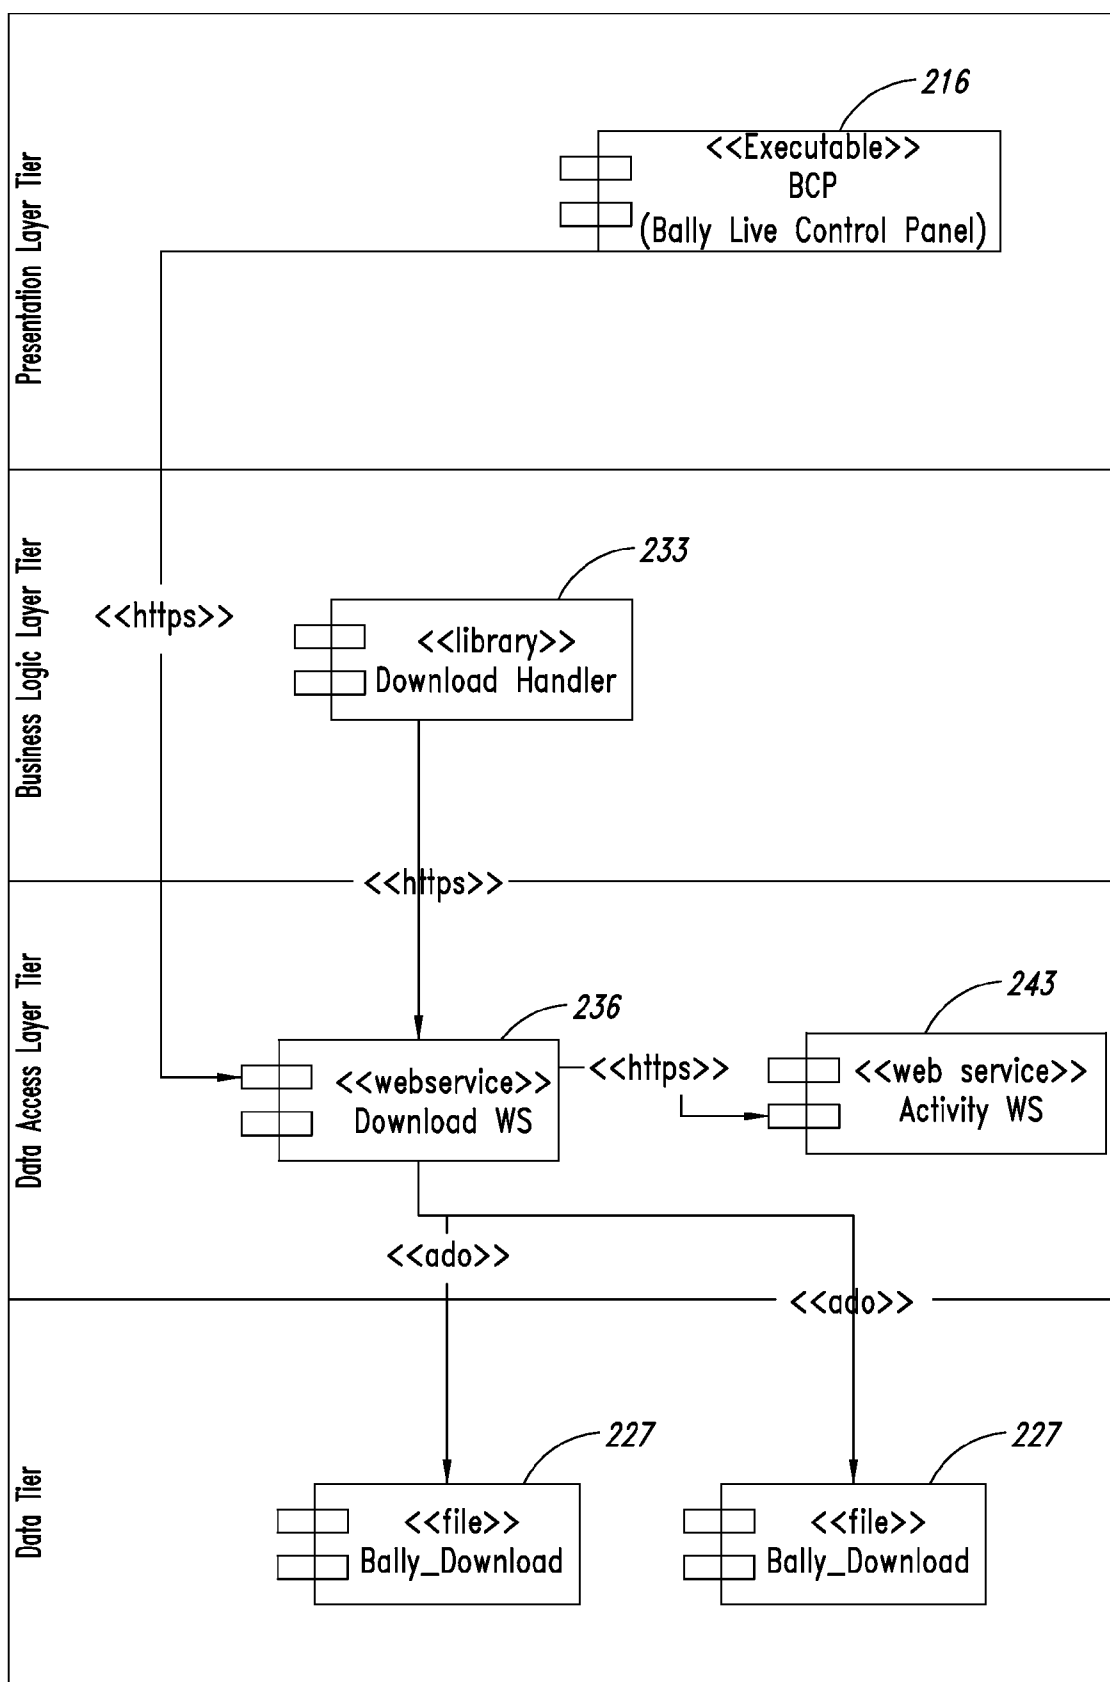 Presentation Layer Tier
216
<<Executable>>
BCP
(Bally Live Control Panel)
Business Logic Layer Tier
<<https>>
233
<<library>>
Download Handler
<<https>>
Data Access Layer Tier
236
<<webservice>>
Download WS
<<https>>
243
<<web service>>
Activity WS
<<ado>>
<<ado>>
Data Tier
227
<<file>>
Bally_Download
227
<<file>>
Bally_Download